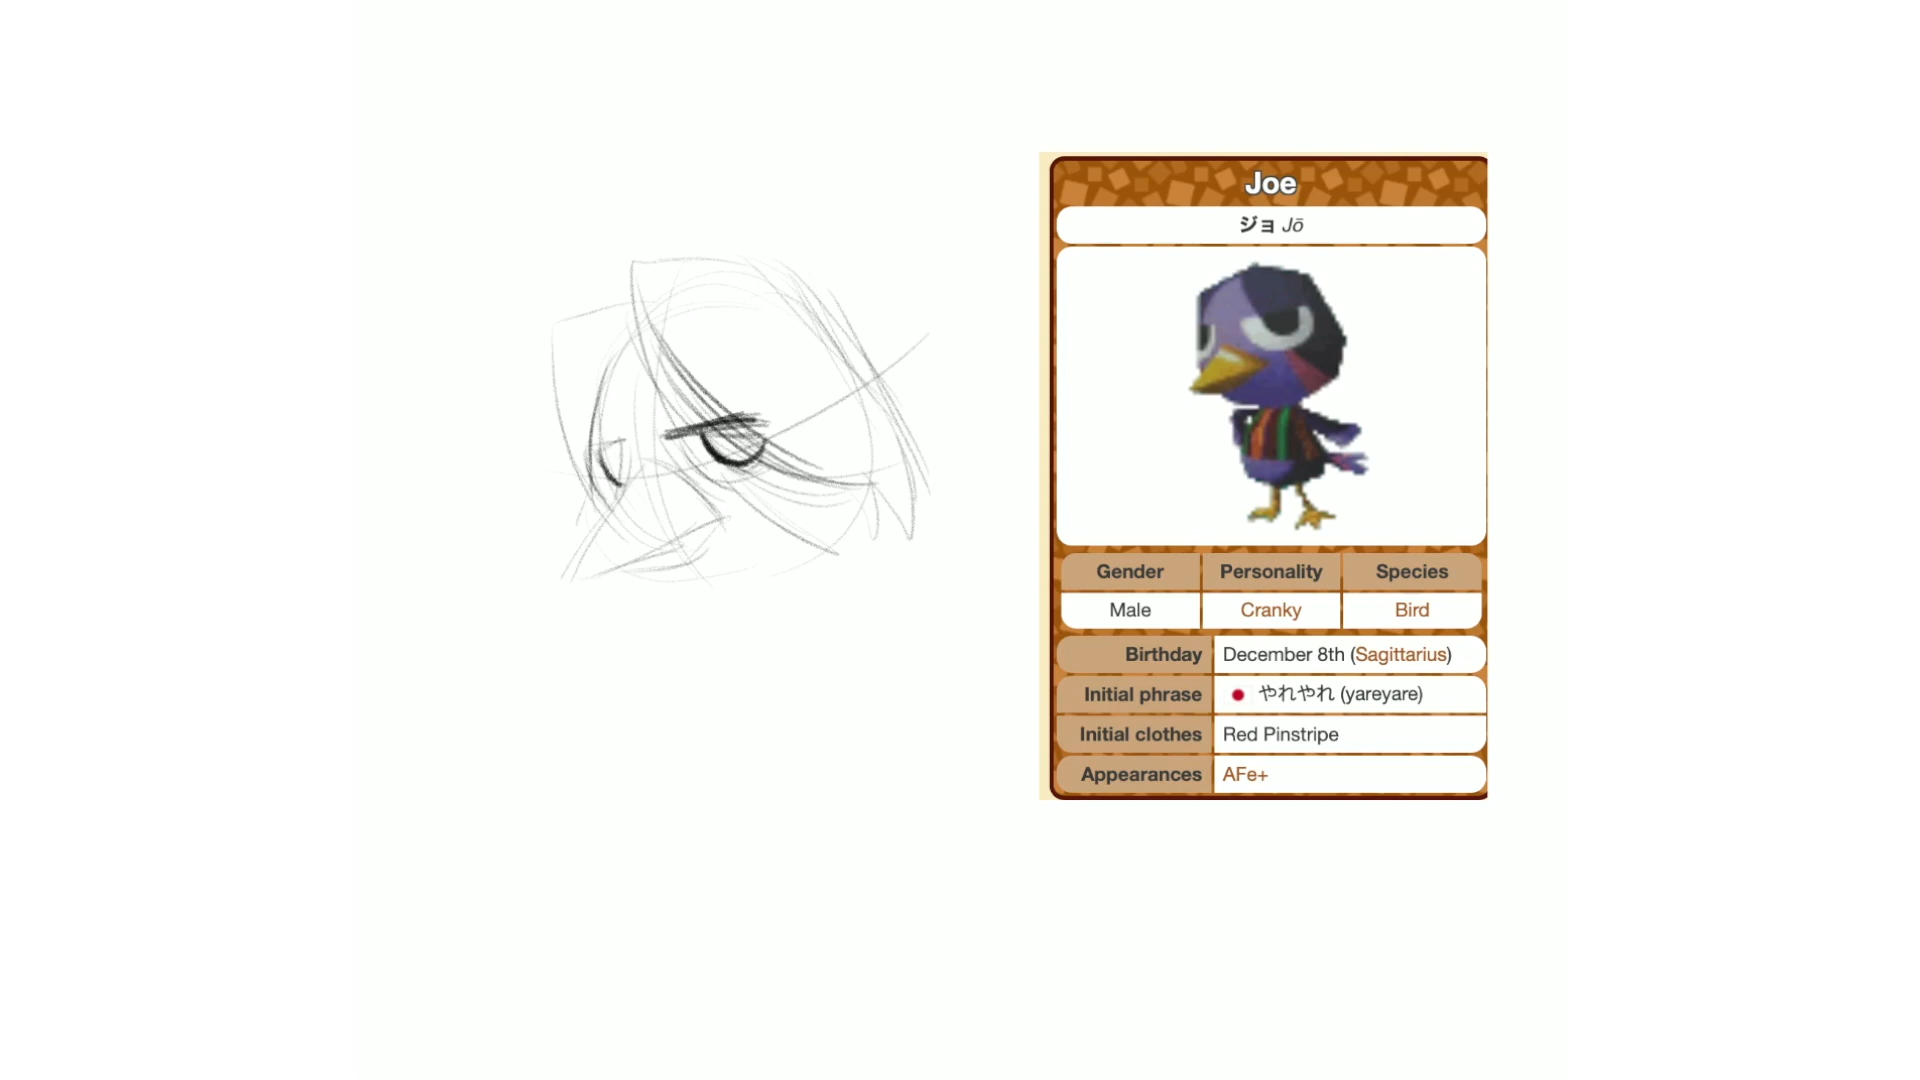 Joe
ジョ Jō
Gender Personality Species
Male Cranky Bird
Birthday December 8th (Sagittarius)
Initial phrase やれやれ (yareyare)
Initial clothes Red Pinstripe
Appearances AFe+